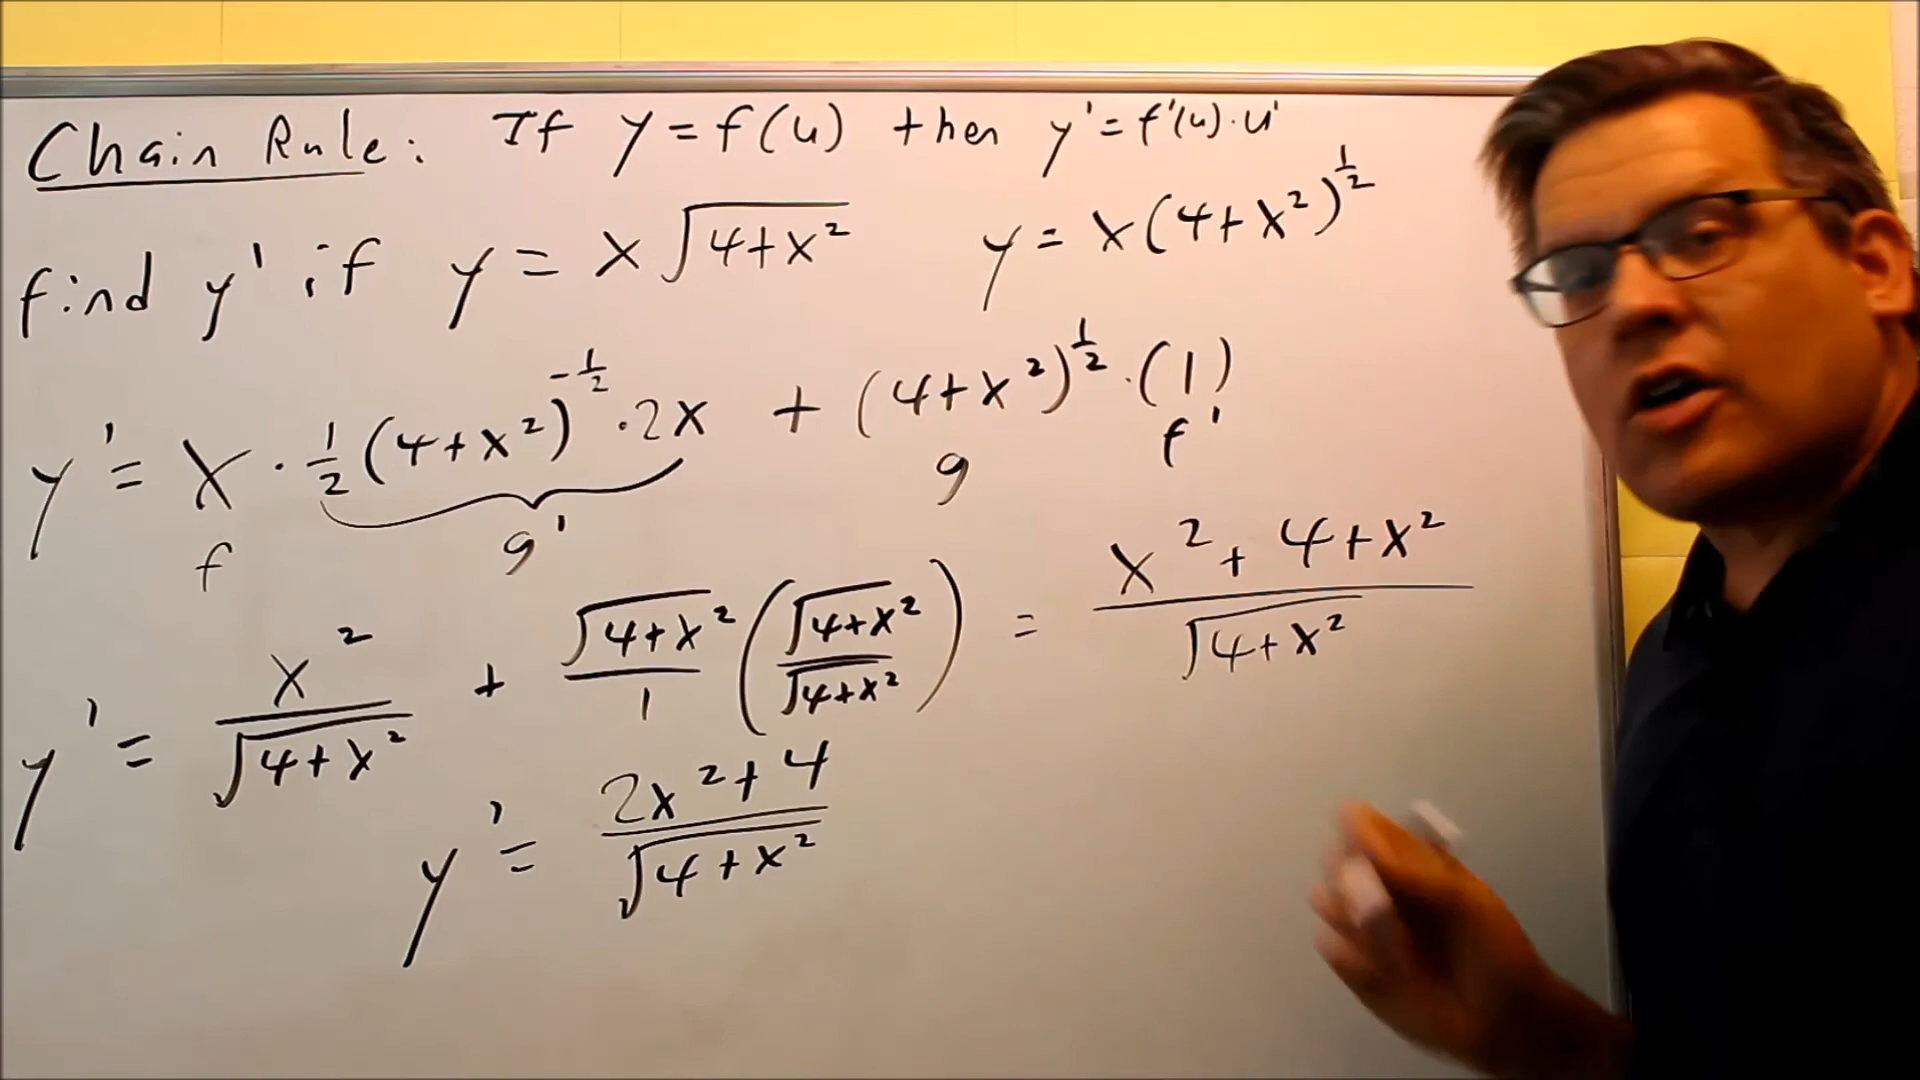 Chain Rule: If y = f(u) then y' = f'(u)·u'
find y' if y = x√(4+x²)   y = x(4+x²)^(1/2)
y' = x · 1/2 (4+x²)^(-1/2) · 2x + (4+x²)^(1/2) · (1)
f   g'   g   f'
y' = x²/√(4+x²) + √(4+x²)/1 (√(4+x²)/√(4+x²)) = (x² + 4+x²)/√(4+x²)
y' = (2x² + 4)/√(4+x²)